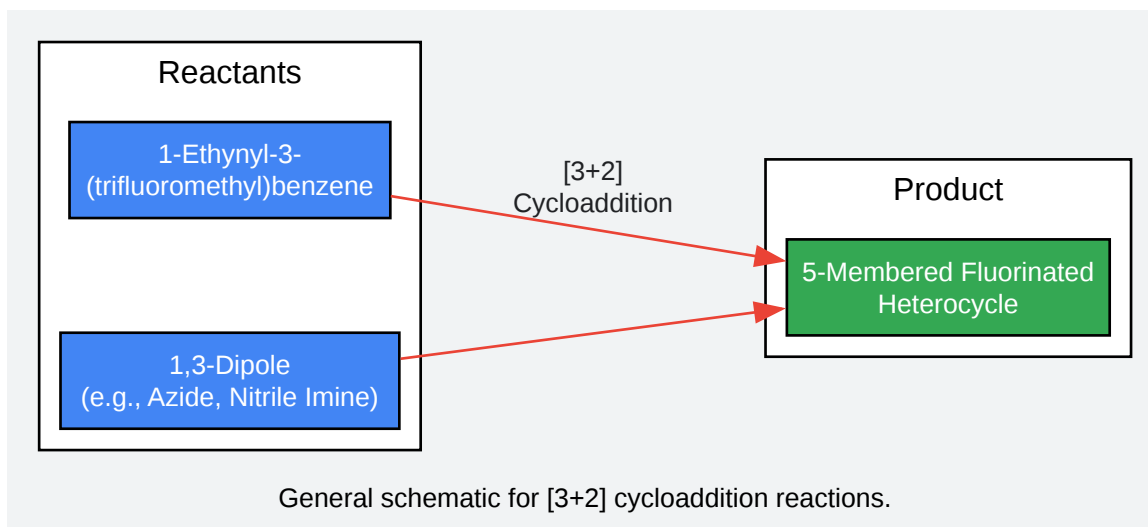 Reactants
1-Ethynyl-3-
(trifluoromethyl)benzene
1,3-Dipole
(e.g., Azide, Nitrile Imine)
[3+2]
Cycloaddition
Product
5-Membered Fluorinated
Heterocycle
General schematic for [3+2] cycloaddition reactions.